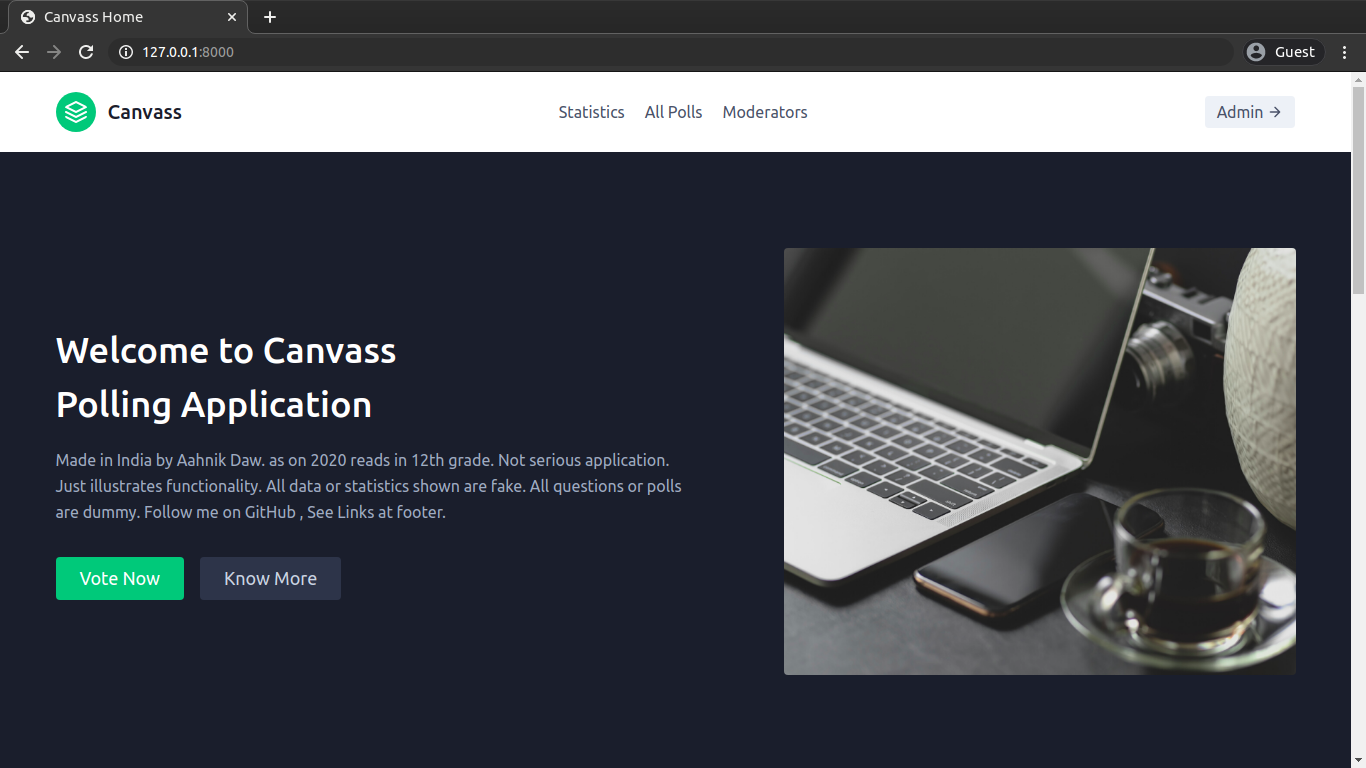 Canvass Home
127.0.0.1:8000
Guest
Canvass
Statistics
All Polls
Moderators
Admin →
Welcome to Canvass
Polling Application
Made in India by Aahnik Daw. as on 2020 reads in 12th grade. Not serious application.
Just illustrates functionality. All data or statistics shown are fake. All questions or polls
are dummy. Follow me on GitHub , See Links at footer.
Vote Now
Know More